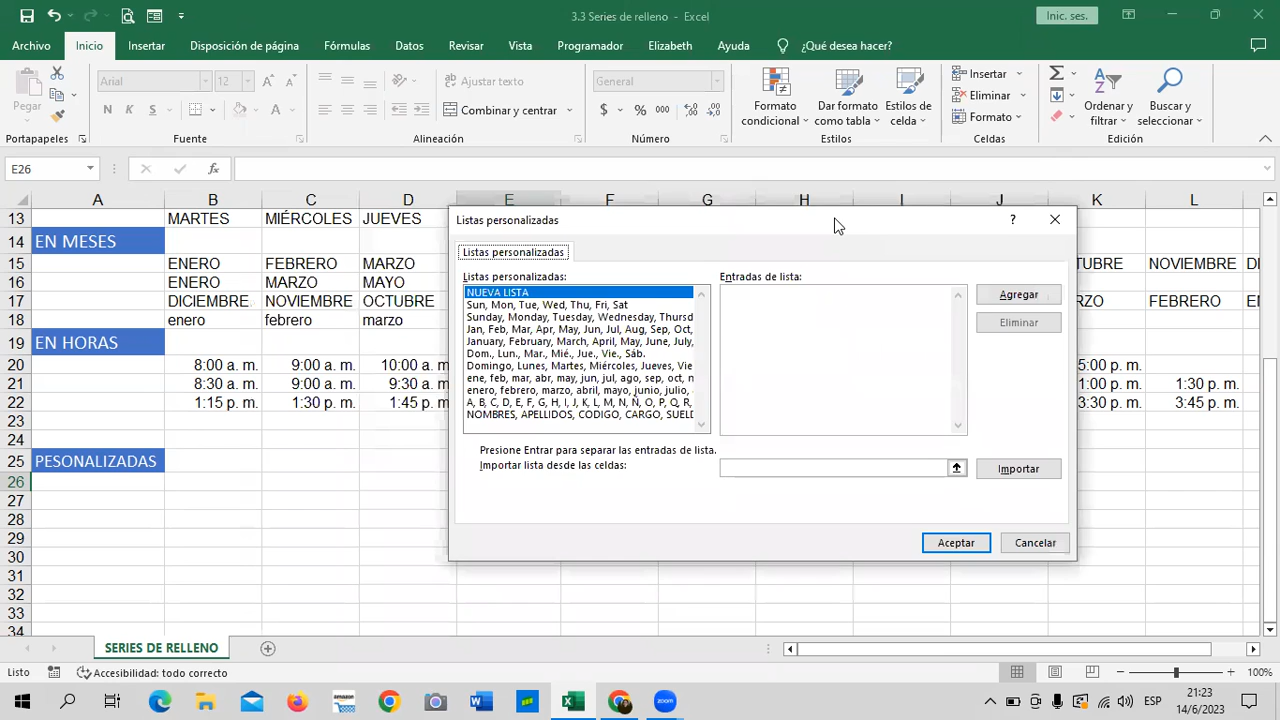 3.3 Series de relleno - Excel
Inic. ses.
Archivo Inicio Insertar Disposición de página Fórmulas Datos Revisar Vista Programador Elizabeth Ayuda ¿Qué desea hacer?
Pegar
Arial 12
N K S
Ajustar texto
Combinar y centrar
General
$ % 000
Formato condicional
Dar formato como tabla
Estilos de celda
Insertar
Eliminar
Formato
Ordenar y filtrar
Buscar y seleccionar
Portapapeles Fuente Alineación Número Estilos Celdas Edición
E26
fx
A B C D E F G H I J K L
13 MARTES MIÉRCOLES JUEVES
14 EN MESES
15 ENERO FEBRERO MARZO NOVIEMBRE
16 ENERO MARZO MAYO
17 DICIEMBRE NOVIEMBRE OCTUBRE FEBRERO
18 enero febrero marzo
19 EN HORAS
20 8:00 a. m. 9:00 a. m. 10:00 a. m.
21 8:30 a. m. 9:00 a. m. 9:30 a. m. 1:30 p. m.
22 1:15 p. m. 1:30 p. m. 1:45 p. m. 3:45 p. m.
23
24
25 PESONALIZADAS
26
27
28
29
30
31
32
33
34
Listas personalizadas
?
Listas personalizadas
Listas personalizadas:
NUEVA LISTA
Sun, Mon, Tue, Wed, Thu, Fri, Sat
Sunday, Monday, Tuesday, Wednesday, Thursd
Jan, Feb, Mar, Apr, May, Jun, Jul, Aug, Sep, Oct,
January, February, March, April, May, June, July,
Dom., Lun., Mar., Mié., Jue., Vie., Sáb.
Domingo, Lunes, Martes, Miércoles, Jueves, Vie
ene, feb, mar, abr, may, jun, jul, ago, sep, oct, n
enero, febrero, marzo, abril, mayo, junio, julio,
A, B, C, D, E, F, G, H, I, J, K, L, M, N, Ñ, O, P, Q, R,
NOMBRES, APELLIDOS, CODIGO, CARGO, SUELD
Entradas de lista:
Agregar
Eliminar
Presione Entrar para separar las entradas de lista.
Importar lista desde las celdas:
Importar
Aceptar Cancelar
SERIES DE RELLENO
Listo Accesibilidad: todo correcto 100%
ESP
21:23
14/6/2023